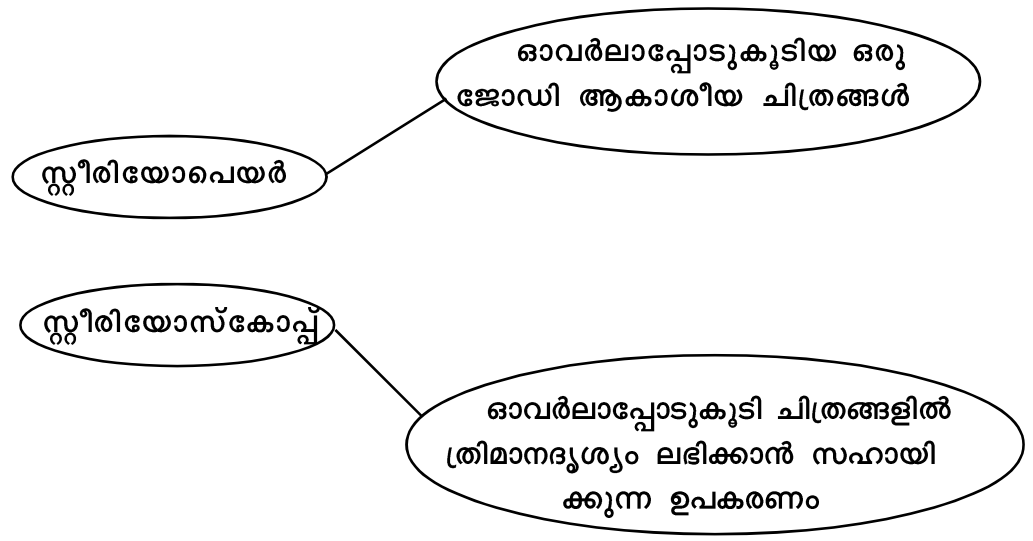 ഓവർലാപ്പോടുകൂടിയ ഒരു
ജോഡി ആകാശീയ ചിത്രങ്ങൾ
സ്റ്റീരിയോപെയർ
സ്റ്റീരിയോസ്കോപ്പ്
ഓവർലാപ്പോടുകൂടി ചിത്രങ്ങളിൽ
ത്രിമാനദൃശ്യം ലഭിക്കാൻ സഹായി
ക്കുന്ന ഉപകരണം